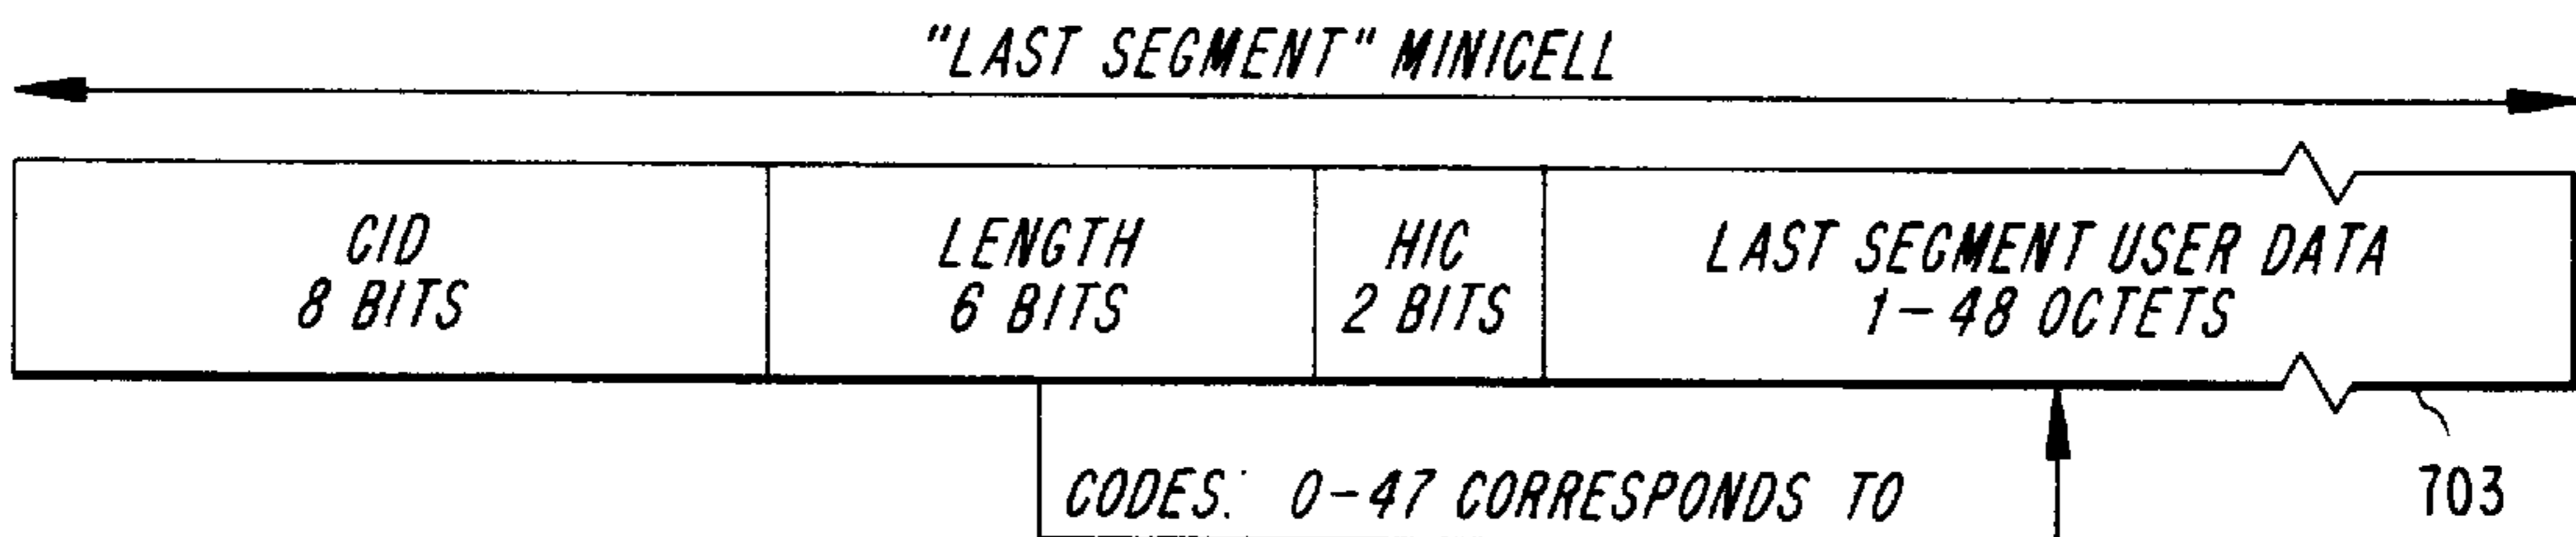 "LAST SEGMENT" MINICELL
CID
8 BITS
LENGTH
6 BITS
HIC
2 BITS
LAST SEGMENT USER DATA
1-48 OCTETS
CODES: 0-47 CORRESPONDS TO
703